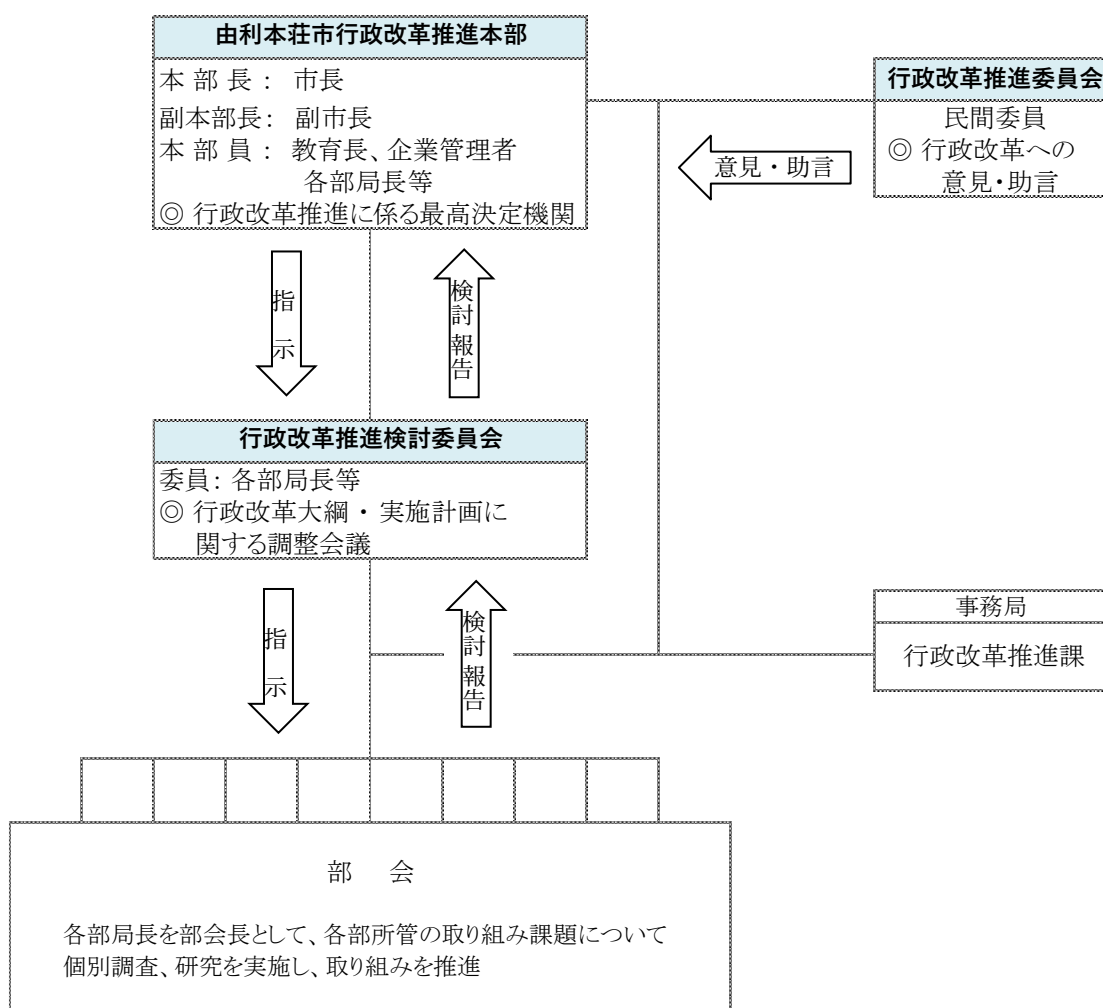 由利本荘市行政改革推進本部
本 部 長 : 市長
副本部長 : 副市長
本 部 員 : 教育長、企業管理者
各部局長等
◎ 行政改革推進に係る最高決定機関
行政改革推進委員会
民間委員
◎ 行政改革への
意見・助言
意見・助言
指示
検討報告
行政改革推進検討委員会
委員: 各部局長等
◎ 行政改革大綱 ・ 実施計画に
関する調整会議
指示
検討報告
事務局
行政改革推進課
部 会
各部局長を部会長として、各部所管の取り組み課題について
個別調査、研究を実施し、取り組みを推進